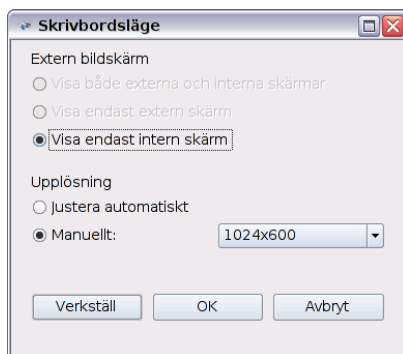 Skrivbordsläge
Extern bildskärm
Visa både externa och interna skärmar
Visa endast extern skärm
Visa endast intern skärm
Upplösning
Justera automatiskt
Manuellt: 1024x600
Verkställ OK Avbryt